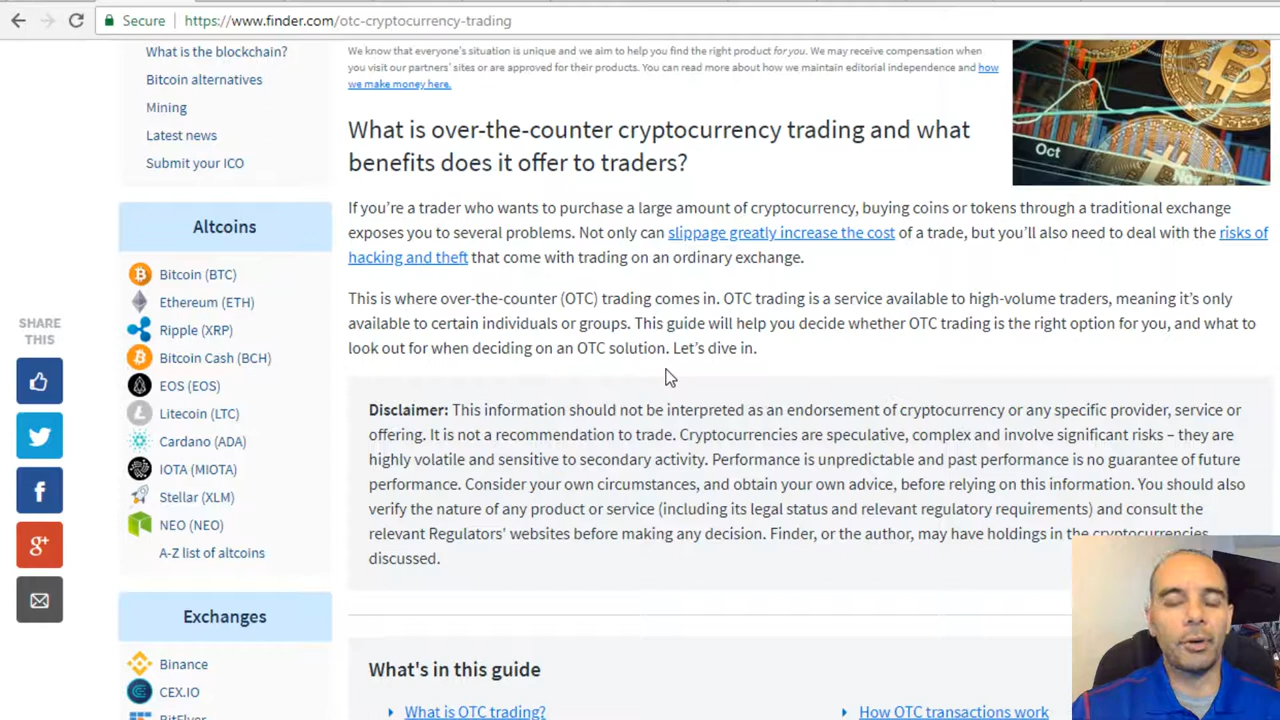 Secure
https://www.finder.com/otc-cryptocurrency-trading
What is the blockchain?
Bitcoin alternatives
Mining
Latest news
Submit your ICO
We know that everyone's situation is unique and we aim to help you find the right product for you. We may receive compensation when
you visit our partners' sites or are approved for their products. You can read more about how we maintain editorial independence and how
we make money here.
Oct
Nov
What is over-the-counter cryptocurrency trading and what
benefits does it offer to traders?
If you're a trader who wants to purchase a large amount of cryptocurrency, buying coins or tokens through a traditional exchange
exposes you to several problems. Not only can slippage greatly increase the cost of a trade, but you'll also need to deal with the risks of
hacking and theft that come with trading on an ordinary exchange.
This is where over-the-counter (OTC) trading comes in. OTC trading is a service available to high-volume traders, meaning it's only
available to certain individuals or groups. This guide will help you decide whether OTC trading is the right option for you, and what to
look out for when deciding on an OTC solution. Let's dive in.
Altcoins
Bitcoin (BTC)
Ethereum (ETH)
Ripple (XRP)
Bitcoin Cash (BCH)
EOS (EOS)
Litecoin (LTC)
Cardano (ADA)
IOTA (MIOTA)
Stellar (XLM)
NEO (NEO)
A-Z list of altcoins
SHARE
THIS
Disclaimer: This information should not be interpreted as an endorsement of cryptocurrency or any specific provider, service or
offering. It is not a recommendation to trade. Cryptocurrencies are speculative, complex and involve significant risks – they are
highly volatile and sensitive to secondary activity. Performance is unpredictable and past performance is no guarantee of future
performance. Consider your own circumstances, and obtain your own advice, before relying on this information. You should also
verify the nature of any product or service (including its legal status and relevant regulatory requirements) and consult the
relevant Regulators' websites before making any decision. Finder, or the author, may have holdings in the cryptocurrencies
discussed.
Exchanges
Binance
CEX.IO
BitFlyer
What's in this guide
What is OTC trading?
How OTC transactions work